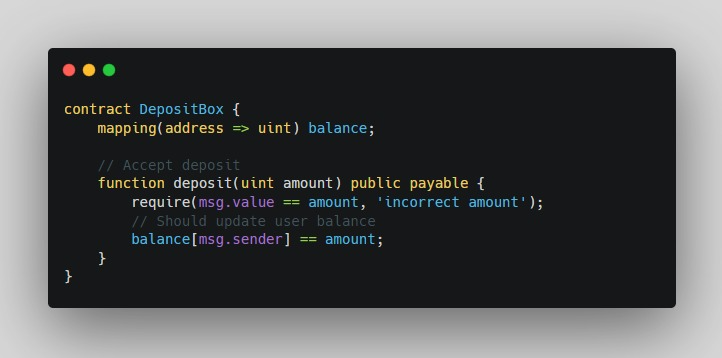 contract DepositBox {
    mapping(address => uint) balance;

    // Accept deposit
    function deposit(uint amount) public payable {
        require(msg.value == amount, 'incorrect amount');
        // Should update user balance
        balance[msg.sender] == amount;
    }
}